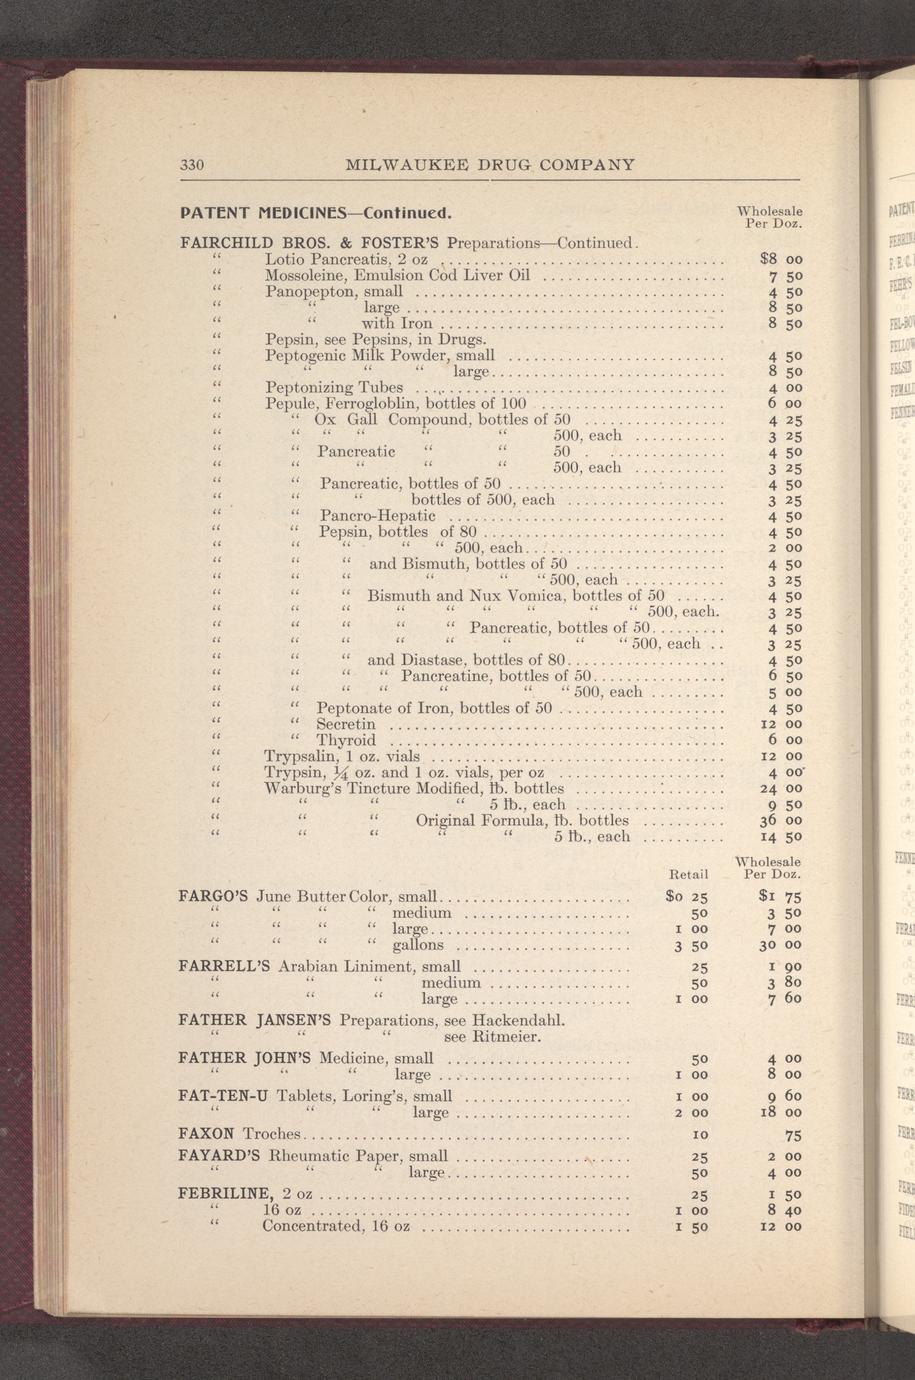 330 MILWAUKEE DRUG COMPANY
PATENT MEDICINES—Continued. Wholesale
Per Doz.
FAIRCHILD BROS. & FOSTER'S Preparations—Continued.
“ Lotio Pancreatis, 2 oz $8 00
“ Mossoleine, Emulsion Cod Liver Oil 7 50
“ Panopepton, small 4 50
“ “ large 8 50
“ “ with Iron 8 50
“ Pepsin, see Pepsins, in Drugs.
“ Peptogenic Milk Powder, small 4 50
“ “ “ “ large 8 50
“ Peptonizing Tubes 4 00
“ Pepule, Ferrogloblin, bottles of 100 6 00
“ “ Ox Gall Compound, bottles of 50 4 25
“ “ “ “ “ “ 500, each 3 25
“ “ Pancreatic “ “ 50 4 50
“ “ “ “ “ 500, each 3 25
“ “ Pancreatic, bottles of 50 4 50
“ “ “ bottles of 500, each 3 25
“ “ Pancro-Hepatic 4 50
“ “ Pepsin, bottles of 80 4 50
“ “ “ “ “ 500, each 2 00
“ “ “ and Bismuth, bottles of 50 4 50
“ “ “ “ “ “ 500, each 3 25
“ “ “ Bismuth and Nux Vomica, bottles of 50 4 50
“ “ “ “ “ “ “ “ “ 500, each. 3 25
“ “ “ “ “ Pancreatic, bottles of 50 4 50
“ “ “ “ “ “ “ “ 500, each 3 25
“ “ “ and Diastase, bottles of 80 4 50
“ “ “ “ Pancreatine, bottles of 50 6 50
“ “ “ “ “ “ “ 500, each 5 00
“ “ Peptonate of Iron, bottles of 50 4 50
“ “ Secretin 12 00
“ “ Thyroid 6 00
“ Trypsalin, 1 oz. vials 12 00
“ Trypsin, ¼ oz. and 1 oz. vials, per oz 4 00
“ Warburg's Tincture Modified, ℔. bottles 24 00
“ “ “ “ 5 ℔., each 9 50
“ “ “ Original Formula, ℔. bottles 36 00
“ “ “ “ “ 5 ℔., each 14 50
Retail Wholesale
Per Doz.
FARGO'S June Butter Color, small $0 25 $1 75
“ “ “ “ medium 50 3 50
“ “ “ “ large 1 00 7 00
“ “ “ “ gallons 3 50 30 00
FARRELL'S Arabian Liniment, small 25 1 90
“ “ “ medium 50 3 80
“ “ “ large 1 00 7 60
FATHER JANSEN'S Preparations, see Hackendahl.
“ “ “ see Ritmeier.
FATHER JOHN'S Medicine, small 50 4 00
“ “ “ large 1 00 8 00
FAT-TEN-U Tablets, Loring's, small 1 00 9 60
“ “ “ large 2 00 18 00
FAXON Troches 10 75
FAYARD'S Rheumatic Paper, small 25 2 00
“ “ “ large 50 4 00
FEBRILINE, 2 oz 25 1 50
“ 16 oz 1 00 8 40
“ Concentrated, 16 oz 1 50 12 00